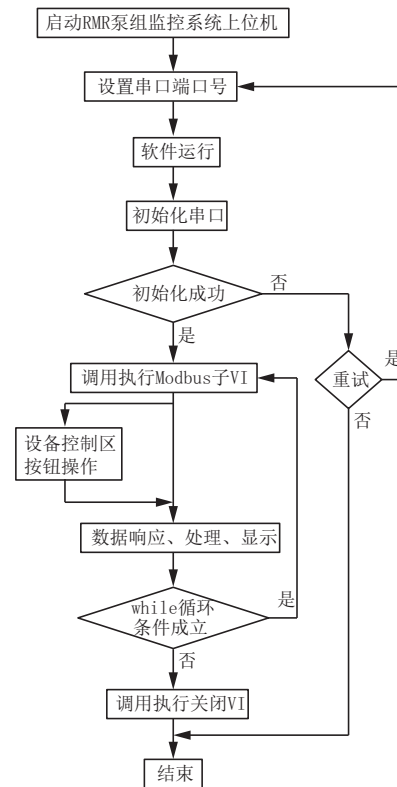 启动RMR泵组监控系统上位机
设置串口端口号
软件运行
初始化串口
初始化成功
否
是
调用执行Modbus子VI
重试
是
否
设备控制区
按钮操作
数据响应、处理、显示
while循环
条件成立
是
否
调用执行关闭VI
结束